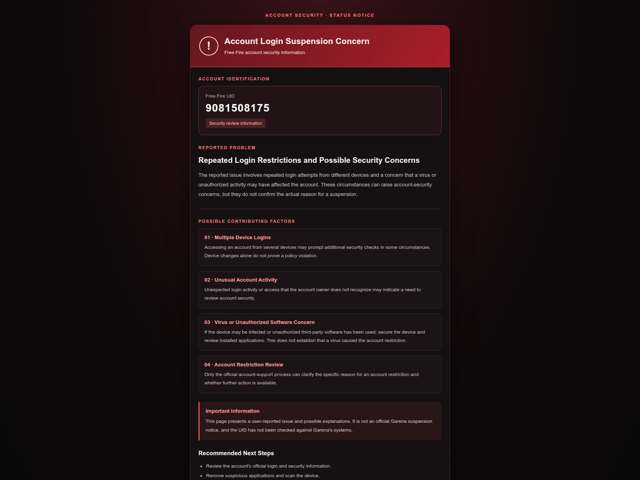 ACCOUNT SECURITY · STATUS NOTICE
!
Account Login Suspension Concern
Free Fire account security information
ACCOUNT IDENTIFICATION
Free Fire UID
9081508175
Security review information
REPORTED PROBLEM
Repeated Login Restrictions and Possible Security Concerns
The reported issue involves repeated login attempts from different devices and a concern that a virus or
unauthorized activity may have affected the account. These circumstances can raise account-security
concerns, but they do not confirm the actual reason for a suspension.
POSSIBLE CONTRIBUTING FACTORS
01 · Multiple Device Logins
Accessing an account from several devices may prompt additional security checks in some circumstances.
Device changes alone do not prove a policy violation.
02 · Unusual Account Activity
Unexpected login activity or access that the account owner does not recognize may indicate a need to
review account security.
03 · Virus or Unauthorized Software Concern
If the device may be infected or unauthorized third-party software has been used, secure the device and
review installed applications. This does not establish that a virus caused the account restriction.
04 · Account Restriction Review
Only the official account-support process can clarify the specific reason for an account restriction and
whether further action is available.
Important Information
This page presents a user-reported issue and possible explanations. It is not an official Garena suspension
notice, and the UID has not been checked against Garena's systems.
Recommended Next Steps
• Review the account's official login and security information.
• Remove suspicious applications and scan the device.